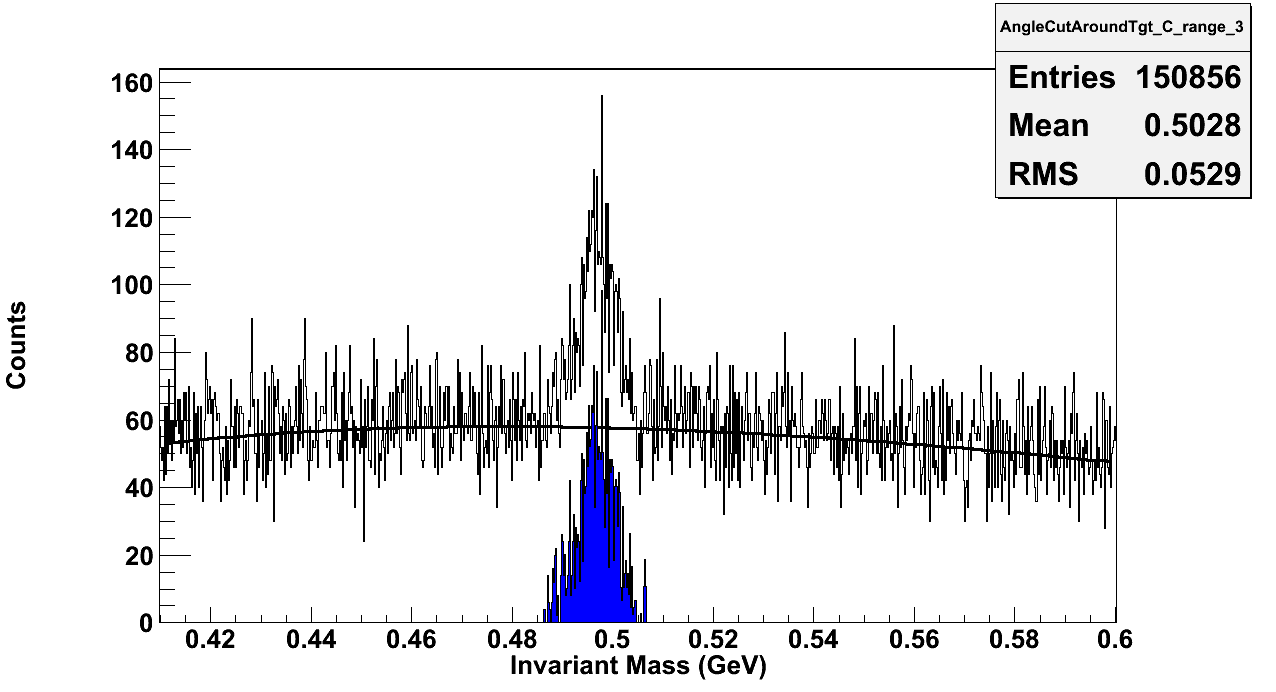 AngleCutAroundTgt_C_range_3
Entries 150856
Mean 0.5028
RMS 0.0529
Counts
160
140
120
100
80
60
40
20
0
0.42 0.44 0.46 0.48 0.5 0.52 0.54 0.56 0.58 0.6
Invariant Mass (GeV)